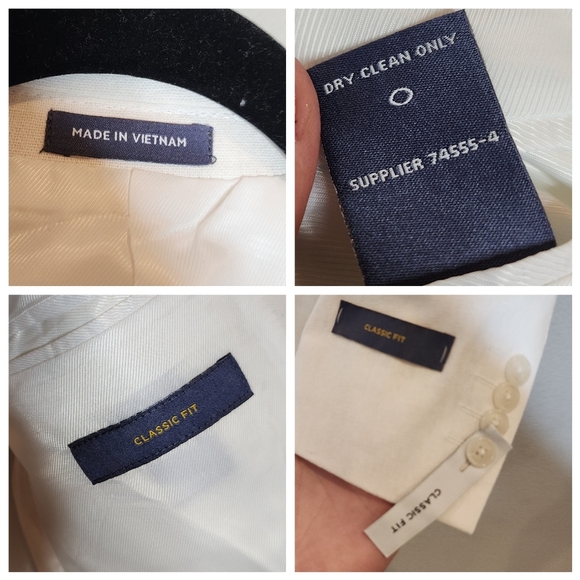 MADE IN VIETNAM
DRY CLEAN ONLY
SUPPLIER 74555-4
CLASSIC FIT
CLASSIC FIT
CLASSIC FIT